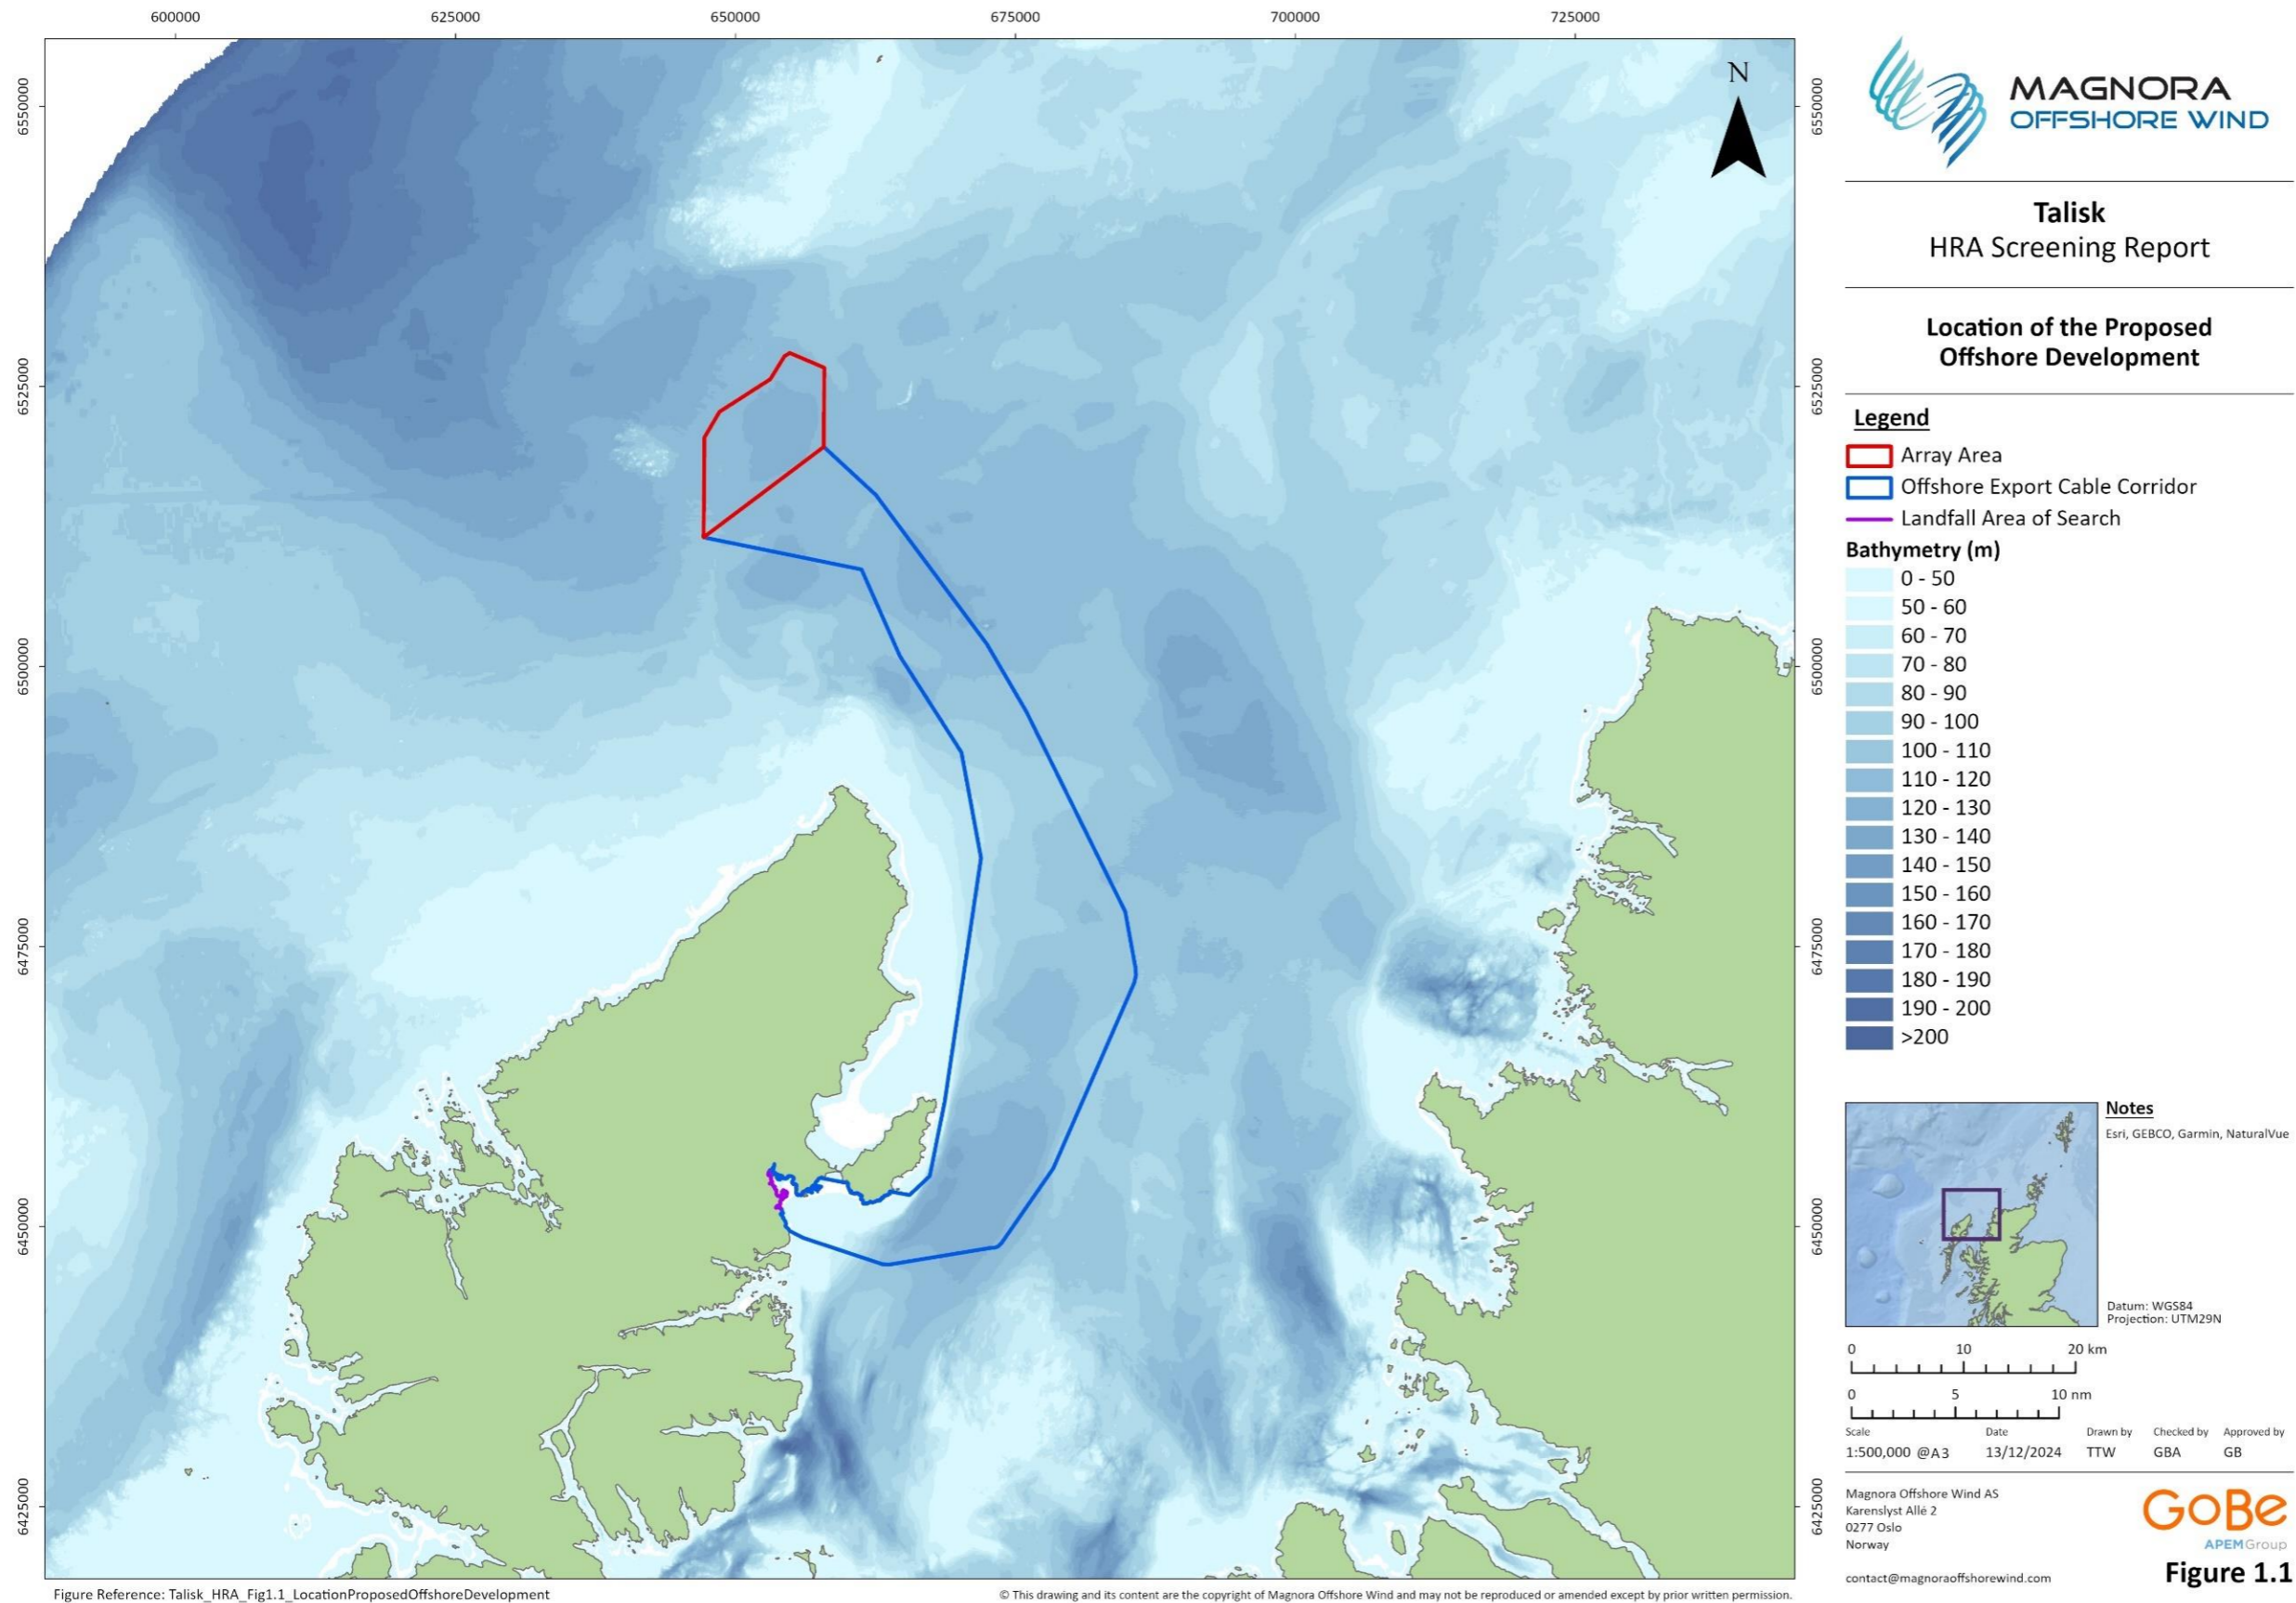 600000
625000
650000
675000
700000
725000
6550000
6525000
6500000
6475000
6450000
6425000
6550000
6525000
6500000
6475000
6450000
6425000
N
MAGNORA
OFFSHORE WIND
Talisk
HRA Screening Report
Location of the Proposed
Offshore Development
Legend
Array Area
Offshore Export Cable Corridor
Landfall Area of Search
Bathymetry (m)
0 - 50
50 - 60
60 - 70
70 - 80
80 - 90
90 - 100
100 - 110
110 - 120
120 - 130
130 - 140
140 - 150
150 - 160
160 - 170
170 - 180
180 - 190
190 - 200
>200
Notes
Esri, GEBCO, Garmin, NaturalVue
Datum: WGS84
Projection: UTM29N
0 10 20 km
0 5 10 nm
Scale Date Drawn by Checked by Approved by
1:500,000 @A3 13/12/2024 TTW GBA GB
Magnora Offshore Wind AS
Karenslyst Allé 2
0277 Oslo
Norway
contact@magnoraoffshorewind.com
GoBe
APEMGroup
Figure 1.1
Figure Reference: Talisk_HRA_Fig1.1_LocationProposedOffshoreDevelopment
© This drawing and its content are the copyright of Magnora Offshore Wind and may not be reproduced or amended except by prior written permission.